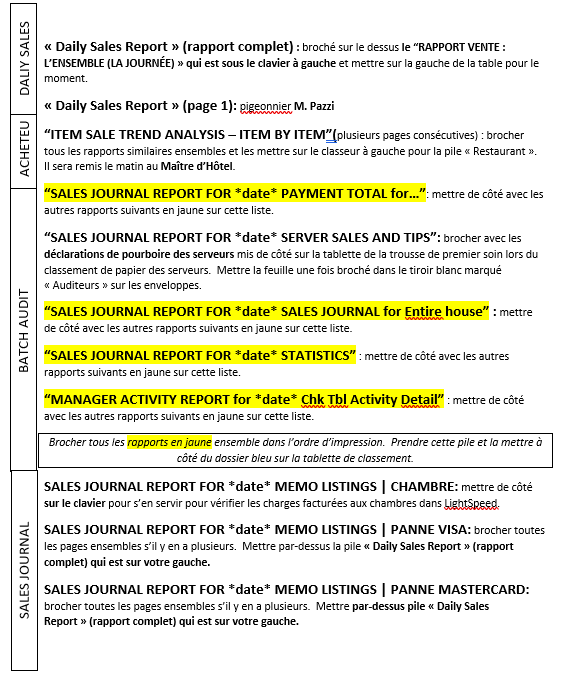 DALIY SALES
« Daily Sales Report » (rapport complet) : broché sur le dessus le “RAPPORT VENTE :
L’ENSEMBLE (LA JOURNÉE) » qui est sous le clavier à gauche et mettre sur la gauche de la table pour le
moment.
« Daily Sales Report » (page 1): pigeonnier M. Pazzi
ACHETEU
“ITEM SALE TREND ANALYSIS – ITEM BY ITEM”(plusieurs pages consécutives) : brocher
tous les rapports similaires ensembles et les mettre sur le classeur à gauche pour la pile « Restaurant ».
Il sera remis le matin au Maître d’Hôtel.
BATCH AUDIT
“SALES JOURNAL REPORT FOR *date* PAYMENT TOTAL for…”: mettre de côté avec les
autres rapports suivants en jaune sur cette liste.
“SALES JOURNAL REPORT FOR *date* SERVER SALES AND TIPS”: brocher avec les
déclarations de pourboire des serveurs mis de côté sur la tablette de la trousse de premier soin lors du
classement de papier des serveurs. Mettre la feuille une fois broché dans le tiroir blanc marqué
« Auditeurs » sur les enveloppes.
“SALES JOURNAL REPORT FOR *date* SALES JOURNAL for Entire house” : mettre
de côté avec les autres rapports suivants en jaune sur cette liste.
“SALES JOURNAL REPORT FOR *date* STATISTICS” : mettre de côté avec les autres
rapports suivants en jaune sur cette liste.
“MANAGER ACTIVITY REPORT for *date* Chk Tbl Activity Detail” : mettre de côté
avec les autres rapports suivants en jaune sur cette liste.
Brocher tous les rapports en jaune ensemble dans l’ordre d’impression. Prendre cette pile et la mettre à
côté du dossier bleu sur la tablette de classement.
SALES JOURNAL
SALES JOURNAL REPORT FOR *date* MEMO LISTINGS | CHAMBRE: mettre de côté
sur le clavier pour s’en servir pour vérifier les charges facturées aux chambres dans LightSpeed.
SALES JOURNAL REPORT FOR *date* MEMO LISTINGS | PANNE VISA: brocher toutes
les pages ensembles s’il y en a plusieurs. Mettre par-dessus la pile « Daily Sales Report » (rapport
complet) qui est sur votre gauche.
SALES JOURNAL REPORT FOR *date* MEMO LISTINGS | PANNE MASTERCARD:
brocher toutes les pages ensembles s’il y en a plusieurs. Mettre par-dessus pile « Daily Sales
Report » (rapport complet) qui est sur votre gauche.